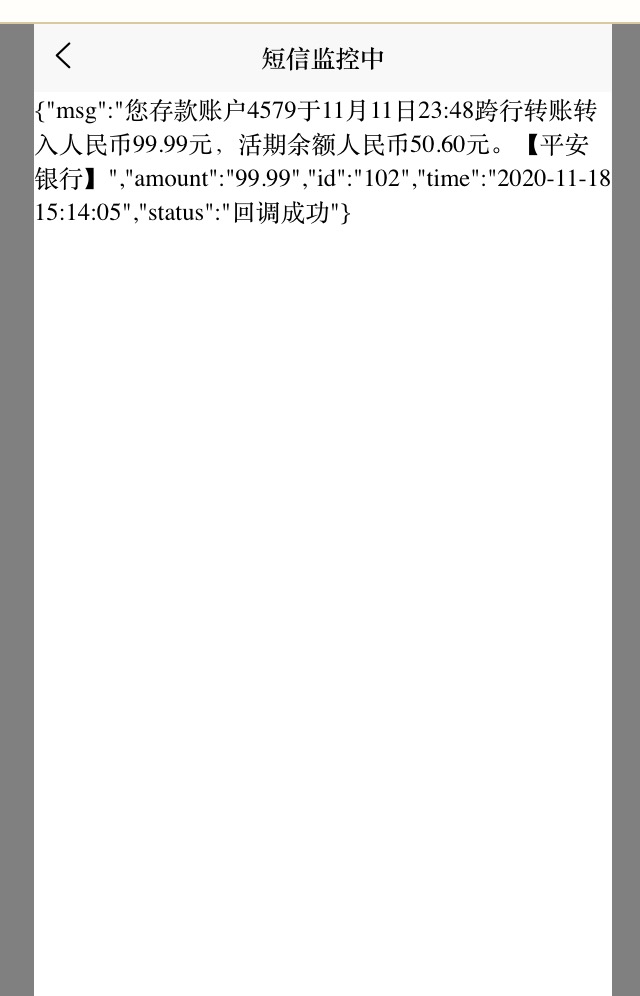 短信监控中
{"msg":"您存款账户4579于11月11日23:48跨行转账转
入人民币99.99元，活期余额人民币50.60元。【平安
银行】","amount":"99.99","id":"102","time":"2020-11-18
15:14:05","status":"回调成功"}